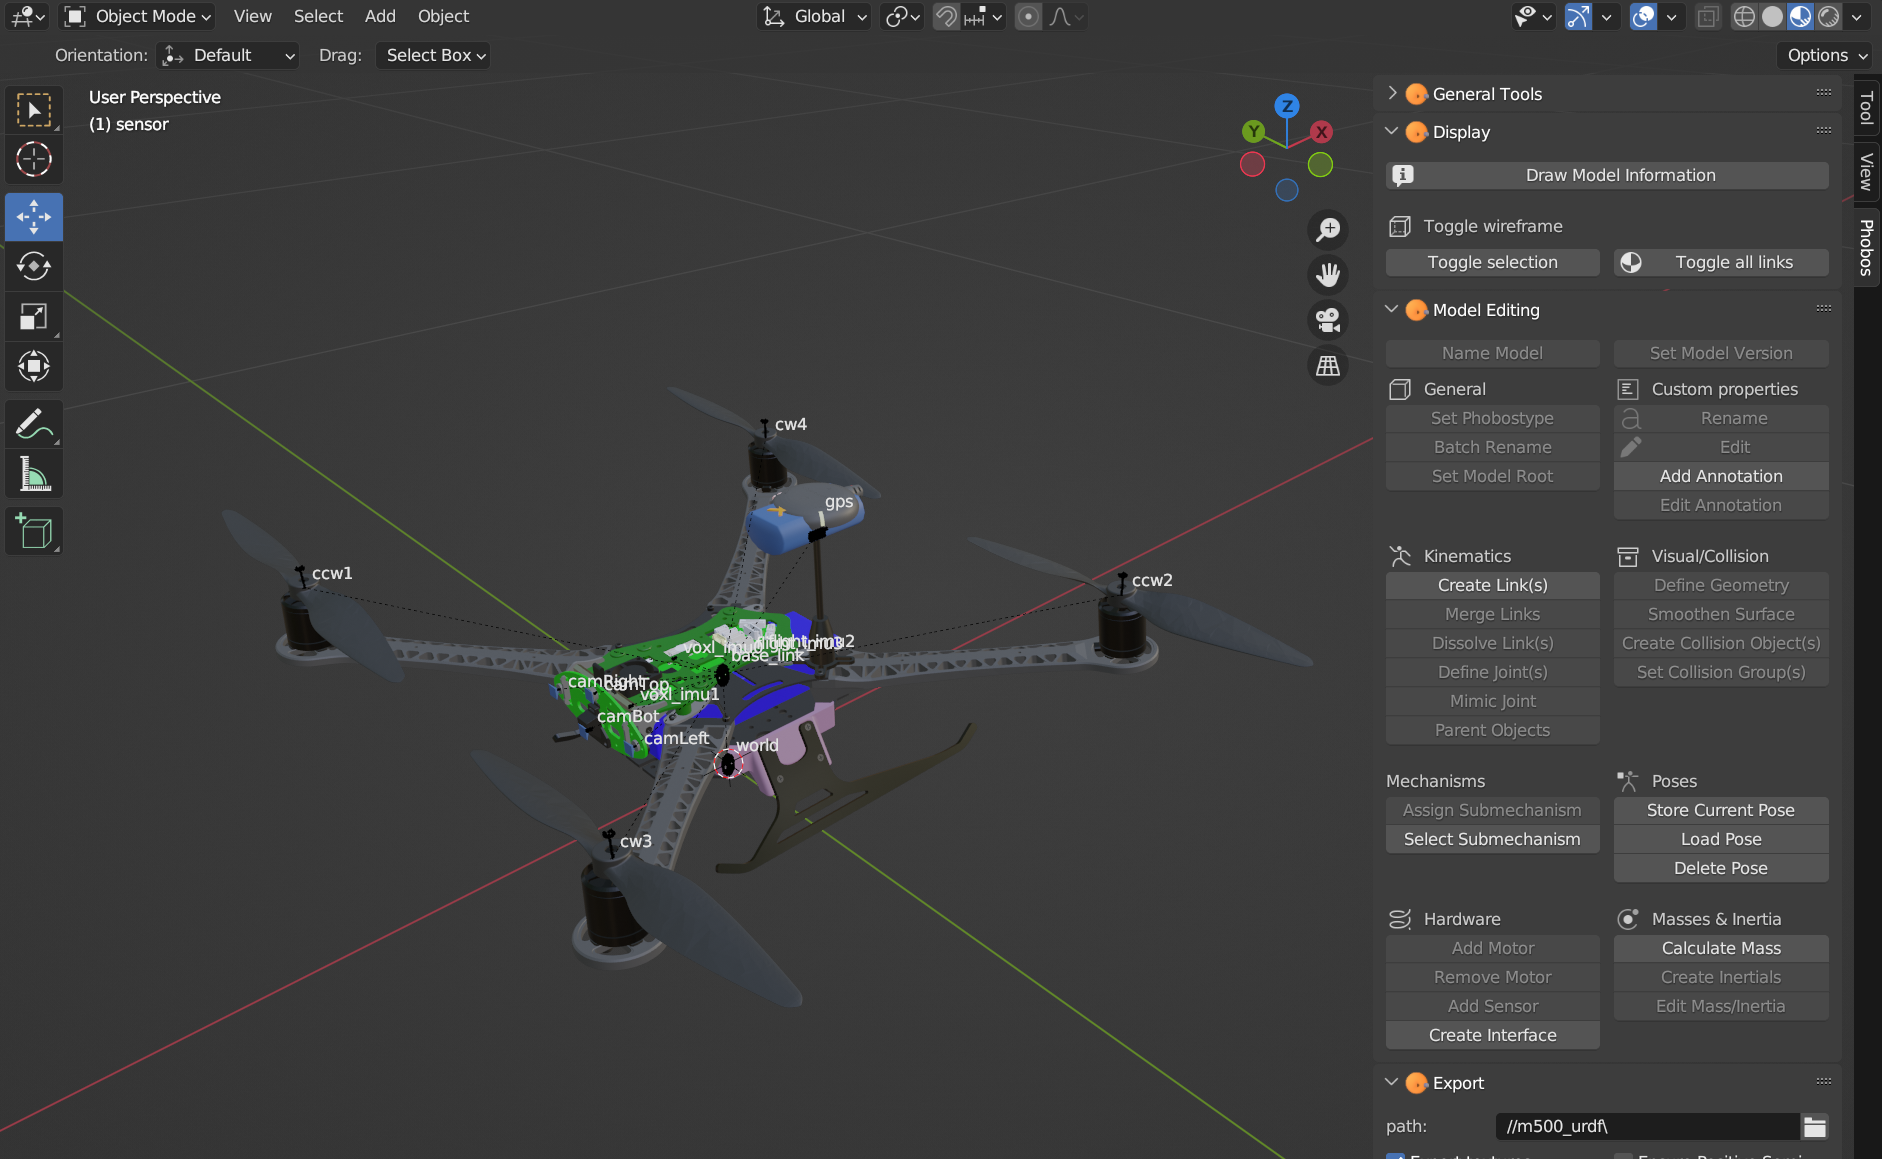 Object Mode View Select Add Object Global
Orientation: Default Drag: Select Box Options
User Perspective
(1) sensor
Z
Y X
cw4
gps
ccw1
ccw2
base_link
camRight
camTop
voxl_imu1
camBot
camLeft
world
cw3
General Tools
Display
Draw Model Information
Toggle wireframe
Toggle selection Toggle all links
Model Editing
Name Model Set Model Version
General Custom properties
Set Phobostype Rename
Batch Rename Edit
Set Model Root Add Annotation
Edit Annotation
Kinematics Visual/Collision
Create Link(s) Define Geometry
Merge Links Smoothen Surface
Dissolve Link(s) Create Collision Object(s)
Define Joint(s) Set Collision Group(s)
Mimic Joint
Parent Objects
Mechanisms Poses
Assign Submechanism Store Current Pose
Select Submechanism Load Pose
Delete Pose
Hardware Masses & Inertia
Add Motor Calculate Mass
Remove Motor Create Inertials
Add Sensor Edit Mass/Inertia
Create Interface
Export
path: //m500_urdf\
Tool
View
Phobos